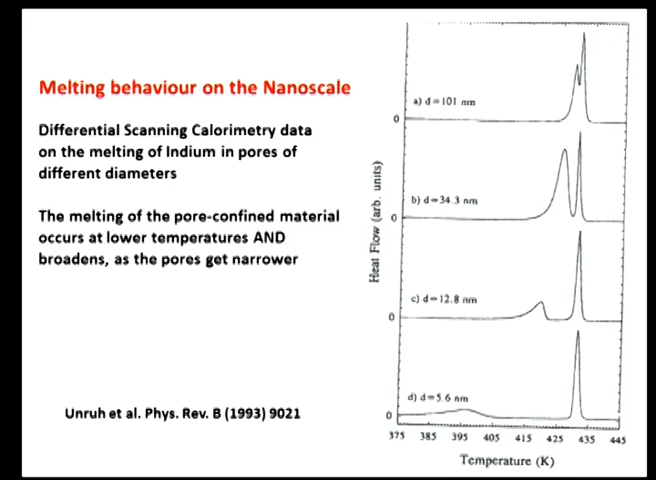 Melting behaviour on the Nanoscale
Differential Scanning Calorimetry data
on the melting of Indium in pores of
different diameters
The melting of the pore-confined material
occurs at lower temperatures AND
broadens, as the pores get narrower
Unruh et al. Phys. Rev. B (1993) 9021
Heat Flow (arb. units)
a) d=101 nm
0
b) d=34.3 nm
0
c) d=12.8 nm
0
d) d=5.6 nm
0
375 385 395 405 415 425 435 445
Temperature (K)